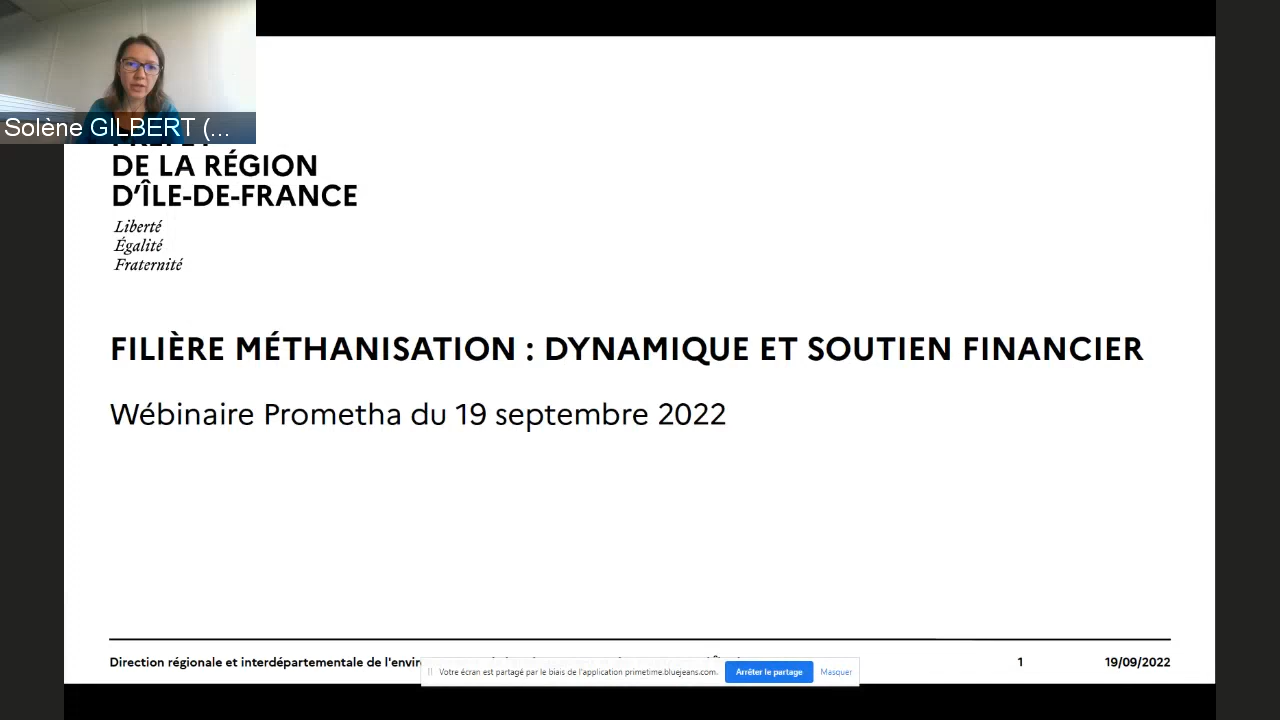 Solène GILBERT (...
DE LA RÉGION
D'ÎLE-DE-FRANCE
Liberté
Égalité
Fraternité
FILIÈRE MÉTHANISATION : DYNAMIQUE ET SOUTIEN FINANCIER
Wébinaire Prometha du 19 septembre 2022
Direction régionale et interdépartementale de l'envir
1
19/09/2022
Votre écran est partagé par le biais de l'application primetime.bluejeans.com.
Arrêter le partage
Masquer